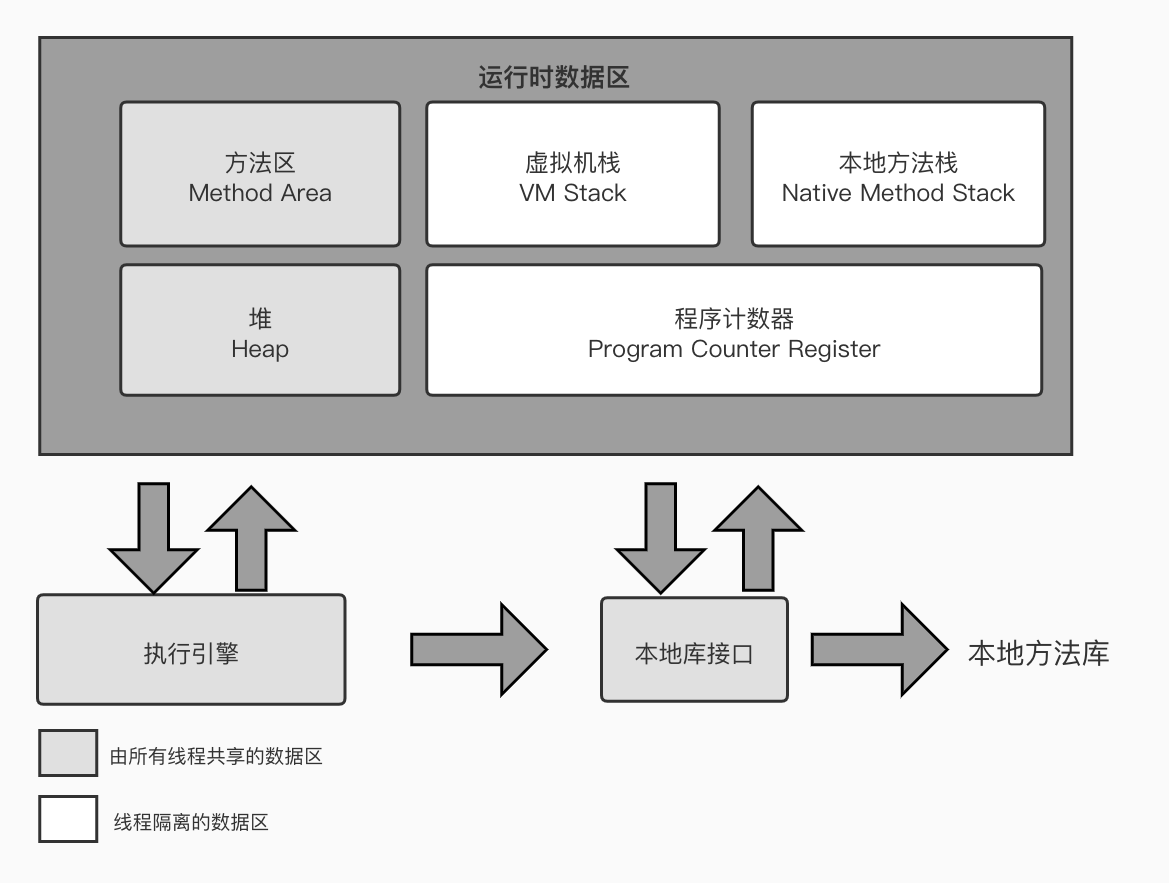 运行时数据区
方法区
Method Area
虚拟机栈
VM Stack
本地方法栈
Native Method Stack
堆
Heap
程序计数器
Program Counter Register
执行引擎
本地库接口
本地方法库
由所有线程共享的数据区
线程隔离的数据区